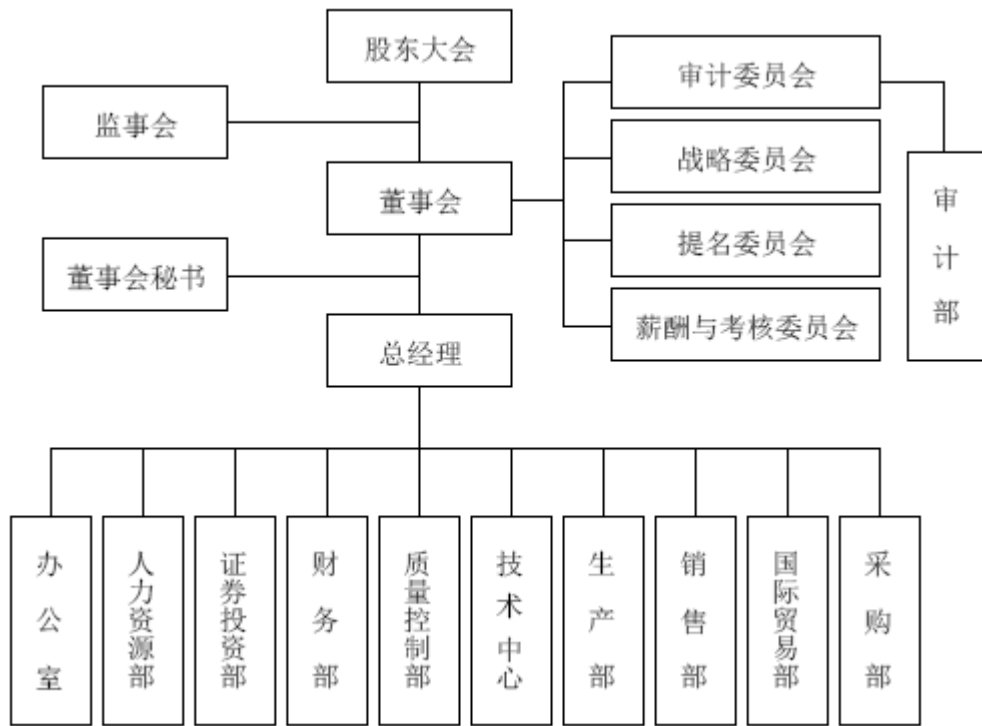 股东大会
审计委员会
监事会
战略委员会
董事会
审计部
提名委员会
董事会秘书
薪酬与考核委员会
总经理
办公室
人力资源部
证券投资部
财务部
质量控制部
技术中心
生产部
销售部
国际贸易部
采购部